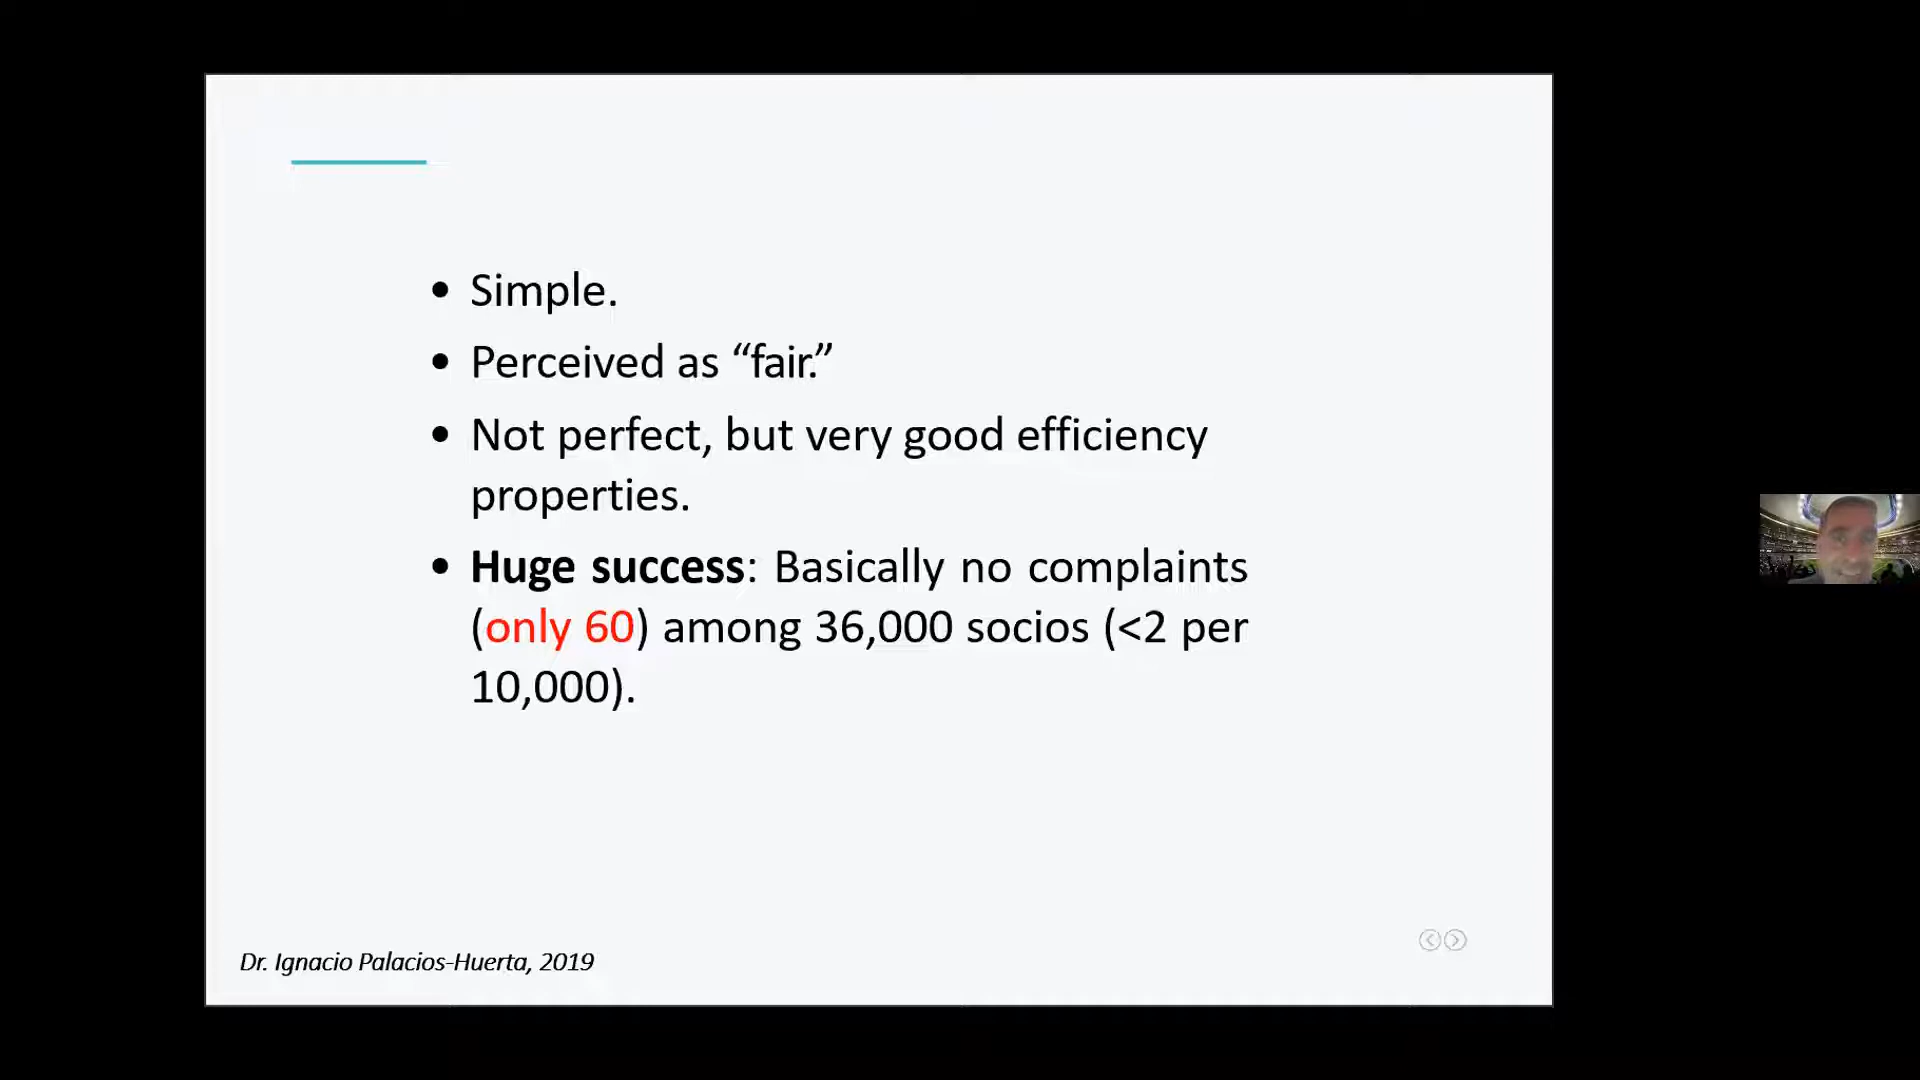 • Simple.
• Perceived as “fair.”
• Not perfect, but very good efficiency
properties.
• Huge success: Basically no complaints
(only 60) among 36,000 socios (<2 per
10,000).
Dr. Ignacio Palacios-Huerta, 2019